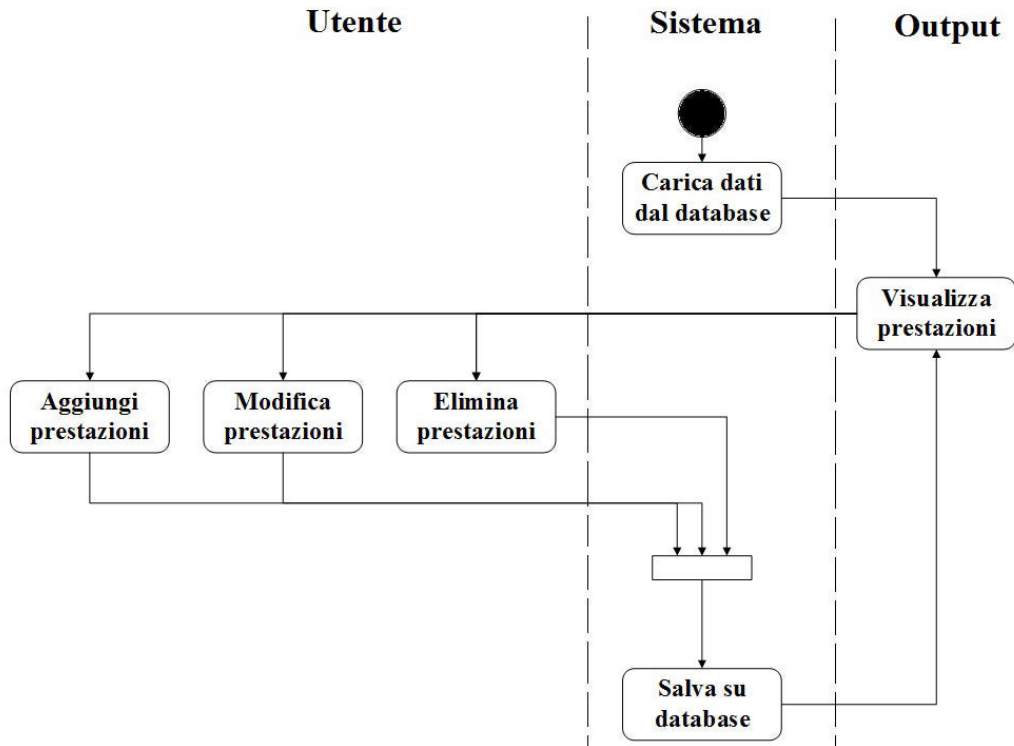 Utente
Sistema
Output
Carica dati
dal database
Visualizza
prestazioni
Aggiungi
prestazioni
Modifica
prestazioni
Elimina
prestazioni
Salva su
database